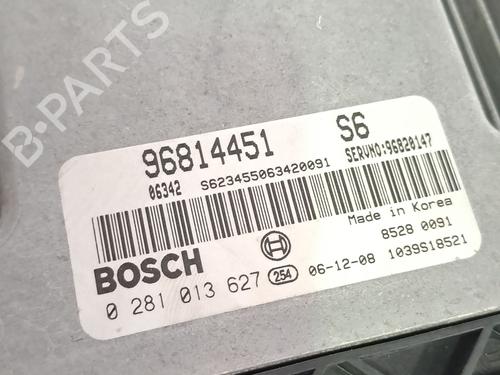 B-PARTS
96814451 S6
06342 S623455063420091 SERVNO:96820147
Made in Korea
BOSCH 8528 0091
0 281 013 627 254 06-12-08 1039S18521